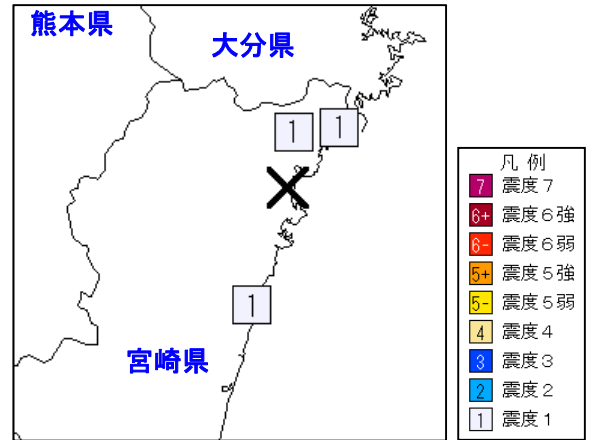 熊本県
大分県
1 1
1
宮崎県
凡例
7 震度7
6+ 震度6強
6- 震度6弱
5+ 震度5強
5- 震度5弱
4 震度4
3 震度3
2 震度2
1 震度1